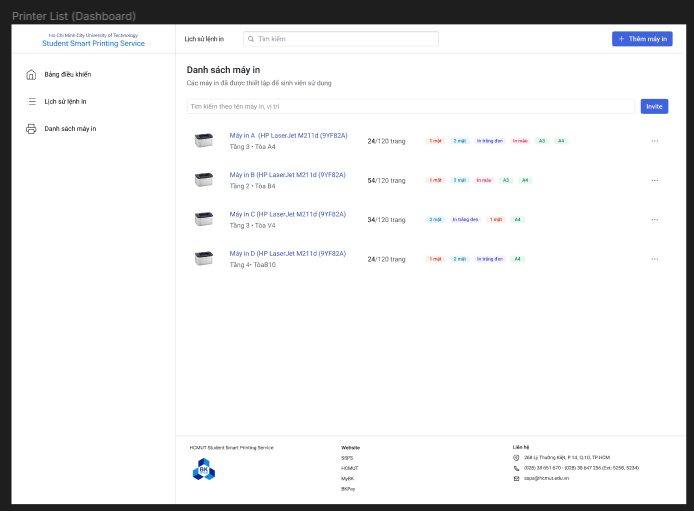 Printer List (Dashboard)
Ho Chi Minh City University of Technology
Student Smart Printing Service
Lịch sử lệnh in
Tìm kiếm
+ Thêm máy in
Bảng điều khiển
Lịch sử lệnh in
Danh sách máy in
Danh sách máy in
Các máy in đã được thiết lập để sinh viên sử dụng
Tìm kiếm theo tên máy in, vị trí
Invite
Máy in A (HP LaserJet M211d (9YF82A) 24/120 trang 1 mặt 2 mặt In trắng đen In màu A3 A4 ...
Tầng 3 • Tòa A4
Máy in B (HP LaserJet M211d (9YF82A) 54/120 trang 1 mặt 2 mặt In màu A3 A4 ...
Tầng 2 • Tòa B4
Máy in C (HP LaserJet M211d (9YF82A) 34/120 trang 2 mặt In trắng đen 1 mặt A4 ...
Tầng 3 • Tòa V4
Máy in D (HP LaserJet M211d (9YF82A) 24/120 trang 1 mặt 2 mặt In trắng đen A4 ...
Tầng 4• TòaB10
HCMUT Student Smart Printing Service
BK
Website
SSPS
HCMUT
MyBK
BKPay
Liên hệ
268 Lý Thường Kiệt, P.14, Q.10, TP.HCM
(028) 38 651 670 - (028) 38 647 256 (Ext: 5258, 5234)
ssps@hcmut.edu.vn